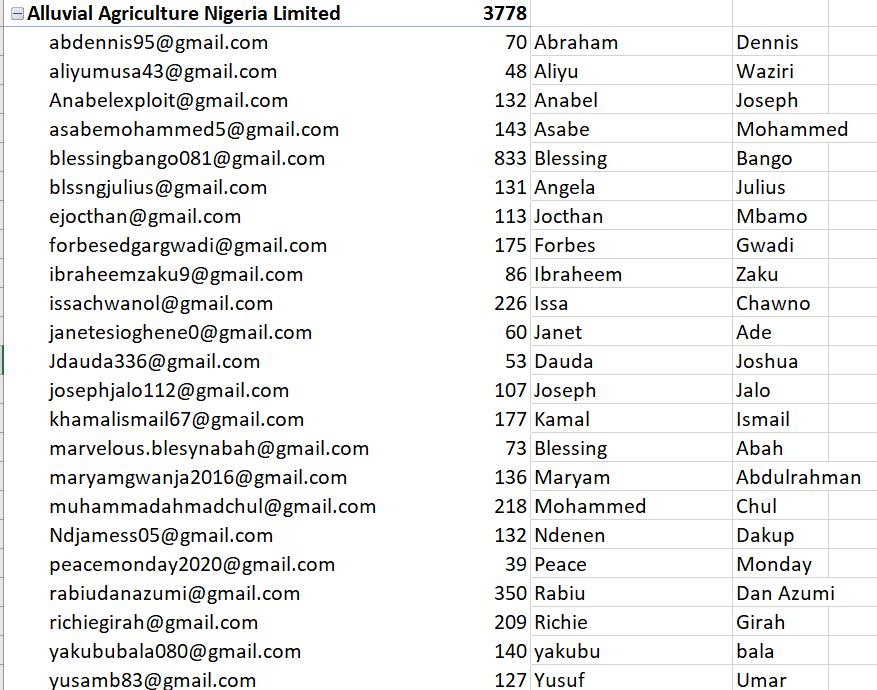 Alluvial Agriculture Nigeria Limited 3778
abdennis95@gmail.com 70 Abraham Dennis
aliyumusa43@gmail.com 48 Aliyu Waziri
Anabelexploit@gmail.com 132 Anabel Joseph
asabemohammed5@gmail.com 143 Asabe Mohammed
blessingbango081@gmail.com 833 Blessing Bango
blssngjulius@gmail.com 131 Angela Julius
ejocthan@gmail.com 113 Jocthan Mbamo
forbesedgargwadi@gmail.com 175 Forbes Gwadi
ibraheemzaku9@gmail.com 86 Ibraheem Zaku
issachwanol@gmail.com 226 Issa Chawno
janetesioghene0@gmail.com 60 Janet Ade
Jdauda336@gmail.com 53 Dauda Joshua
josephjalo112@gmail.com 107 Joseph Jalo
khamalismail67@gmail.com 177 Kamal Ismail
marvelous.blesynabah@gmail.com 73 Blessing Abah
maryamgwanja2016@gmail.com 136 Maryam Abdulrahman
muhammadahmadchul@gmail.com 218 Mohammed Chul
Ndjamess05@gmail.com 132 Ndenen Dakup
peacemonday2020@gmail.com 39 Peace Monday
rabiudanazumi@gmail.com 350 Rabiu Dan Azumi
richiegirah@gmail.com 209 Richie Girah
yakububala080@gmail.com 140 yakubu bala
yusamb83@gmail.com 127 Yusuf Umar